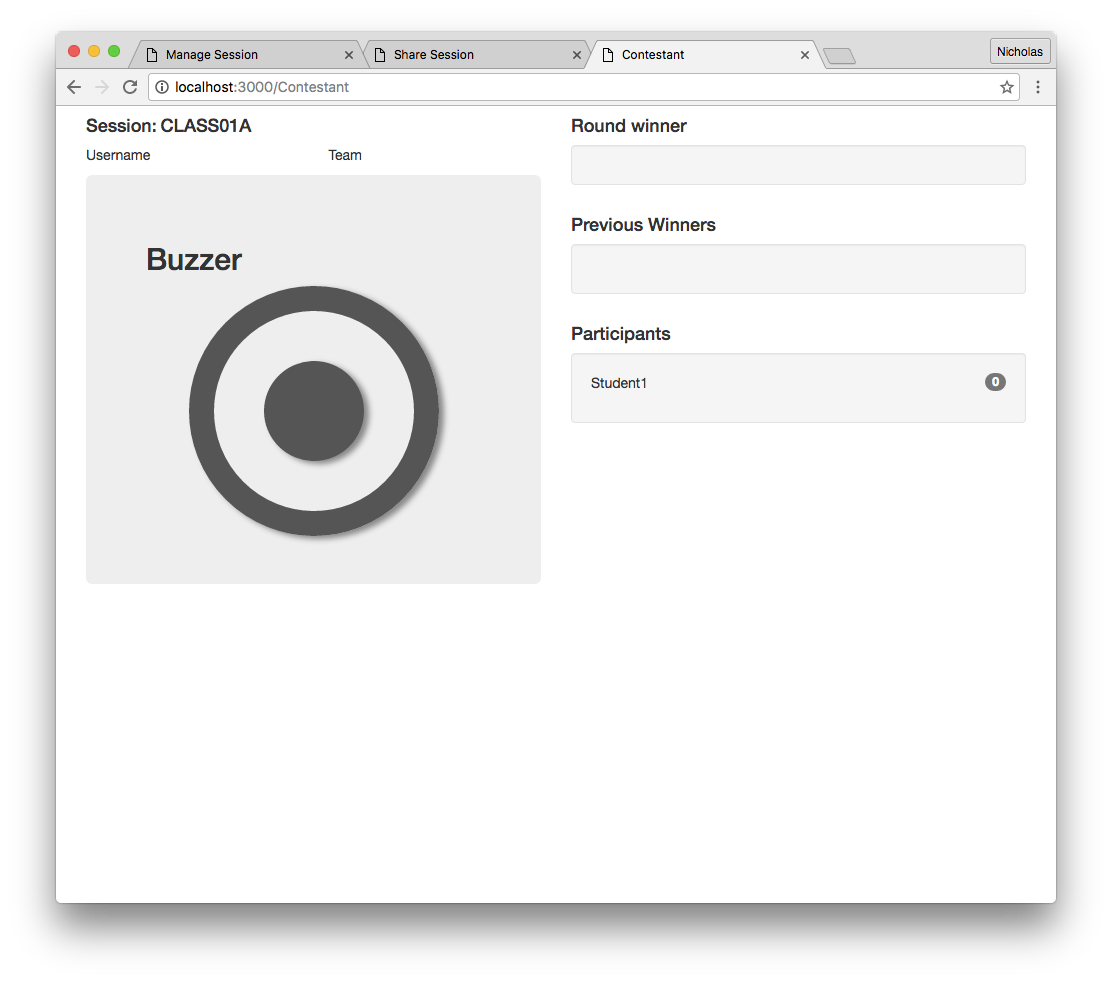 Manage Session
Share Session
Contestant
Nicholas
localhost:3000/Contestant
Session: CLASS01A
Username
Team
Buzzer
Round winner
Previous Winners
Participants
Student1
0